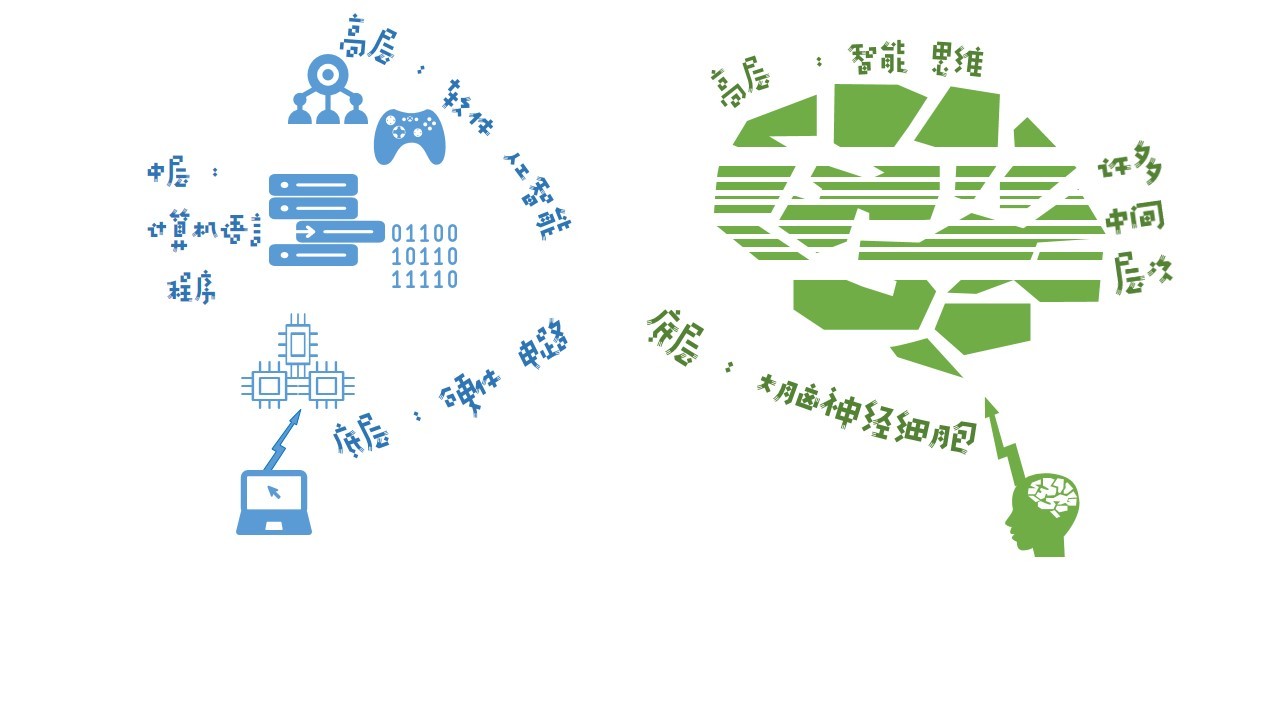 高层：软件 人工智能
中层：
计算机语言
程序
01100
10110
11110
底层：硬件 电路
高层：智能 思维
许多
中间
层次
底层：大脑神经细胞